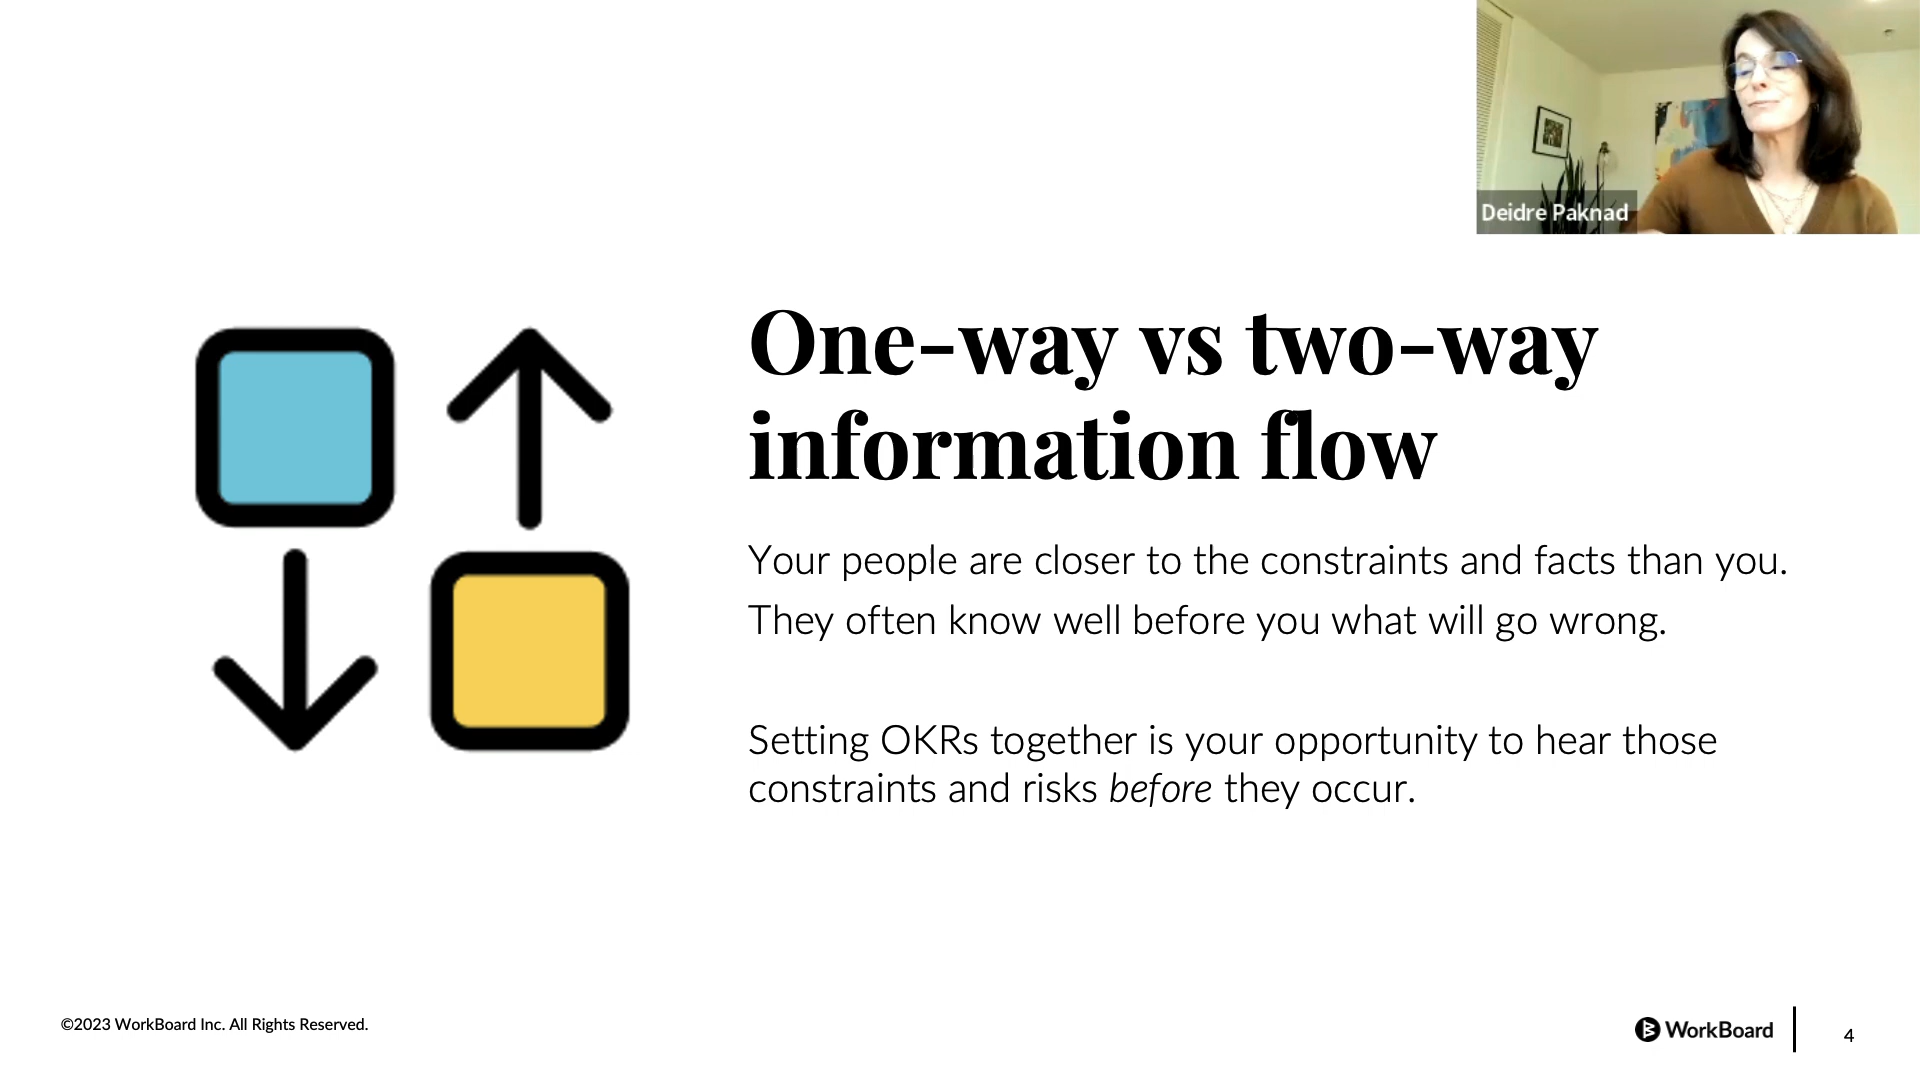 Deidre Paknad
One-way vs two-way
information flow
Your people are closer to the constraints and facts than you.
They often know well before you what will go wrong.
Setting OKRs together is your opportunity to hear those
constraints and risks before they occur.
©2023 WorkBoard Inc. All Rights Reserved.
WorkBoard
4